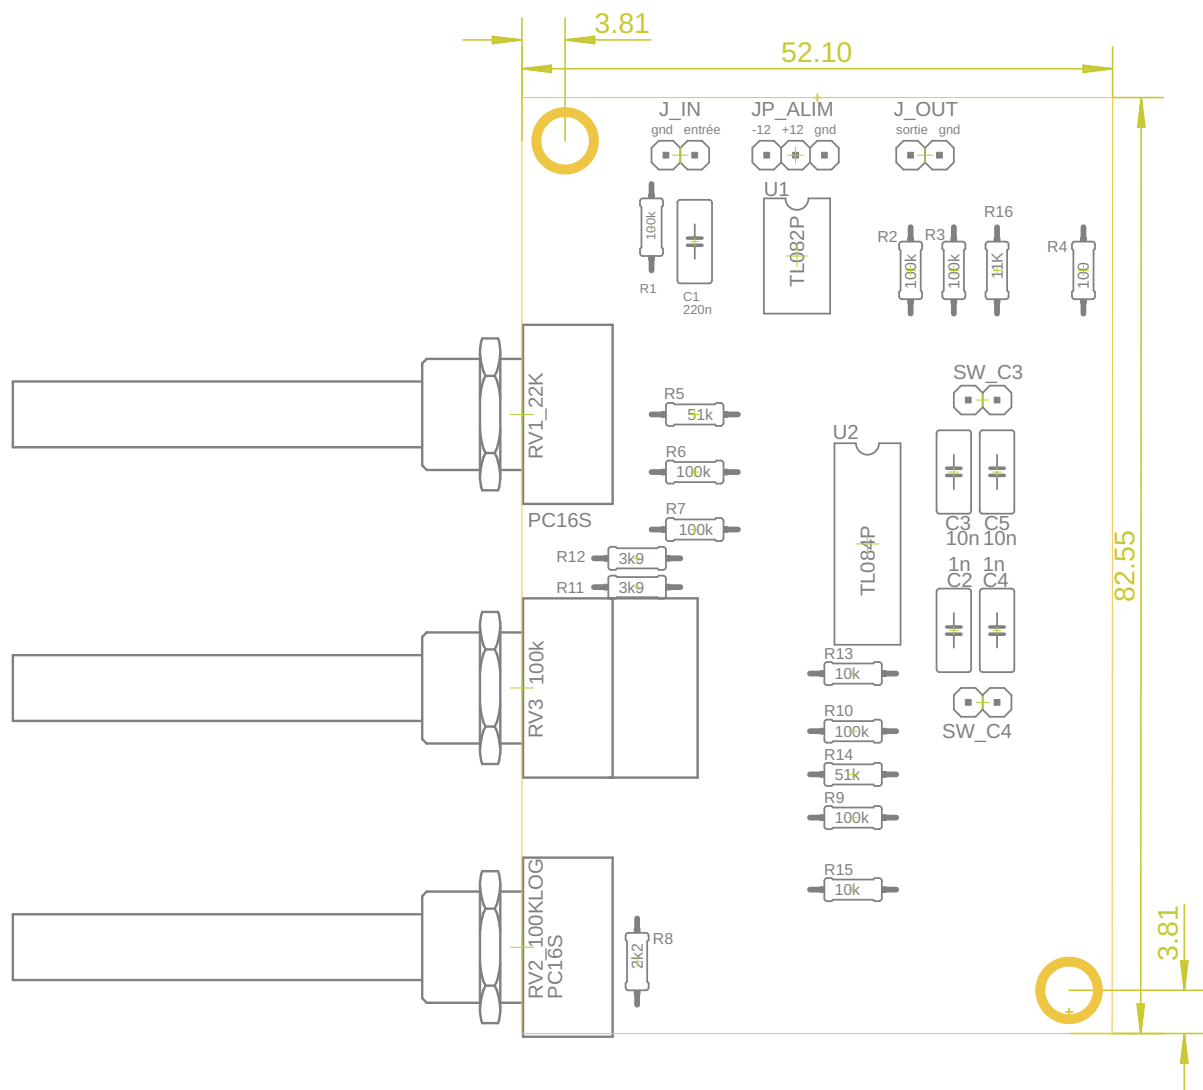 3.81
52.10
J_IN
JP_ALIM
J_OUT
gnd entrée
-12 +12 gnd
sortie gnd
U1
TL082P
100k
R1
C1
220n
R2
100k
R3
100k
R16
11K
R4
100
RV1_22K
PC16S
R5
51k
R6
100k
R7
100k
R12
3k9
R11
3k9
SW_C3
U2
TL084P
C3 C5
10n 10n
1n 1n
C2 C4
SW_C4
82.55
RV3 100k
R13
10k
R10
100k
R14
51k
R9
100k
R15
10k
RV2_100KLOG
PC16S
R8
2k2
3.81